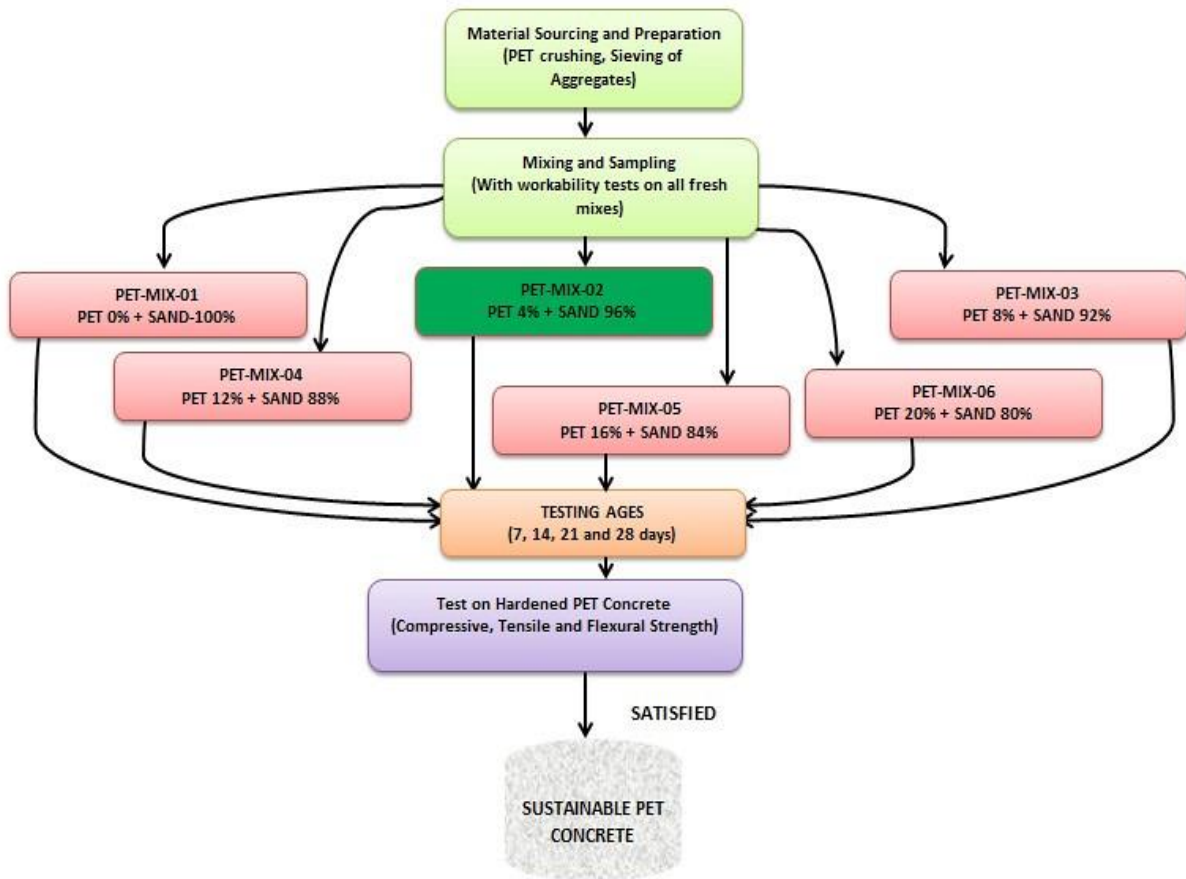 Material Sourcing and Preparation
(PET crushing, Sieving of
Aggregates)
Mixing and Sampling
(With workability tests on all fresh
mixes)
PET-MIX-01
PET 0% + SAND-100%
PET-MIX-02
PET 4% + SAND 96%
PET-MIX-03
PET 8% + SAND 92%
PET-MIX-04
PET 12% + SAND 88%
PET-MIX-05
PET 16% + SAND 84%
PET-MIX-06
PET 20% + SAND 80%
TESTING AGES
(7, 14, 21 and 28 days)
Test on Hardened PET Concrete
(Compressive, Tensile and Flexural Strength)
SATISFIED
SUSTAINABLE PET
CONCRETE